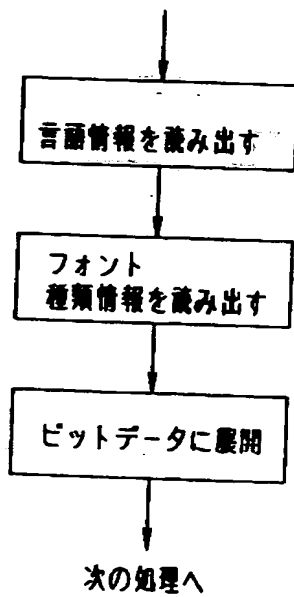 言語情報を読み出す
フォント
種類情報を読み出す
ビットデータに展開
次の処理へ